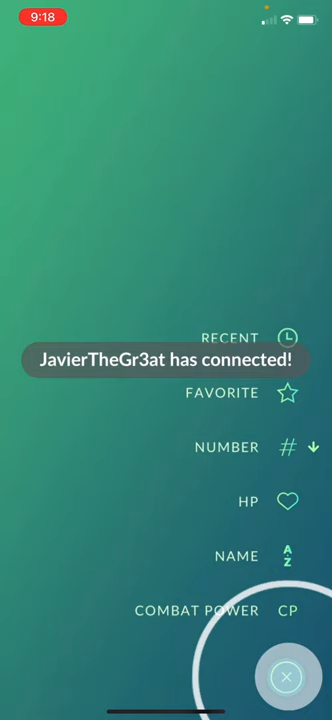 9:18
RECENT
JavierTheGr3at has connected!
FAVORITE
NUMBER #
HP
NAME A-Z
COMBAT POWER CP